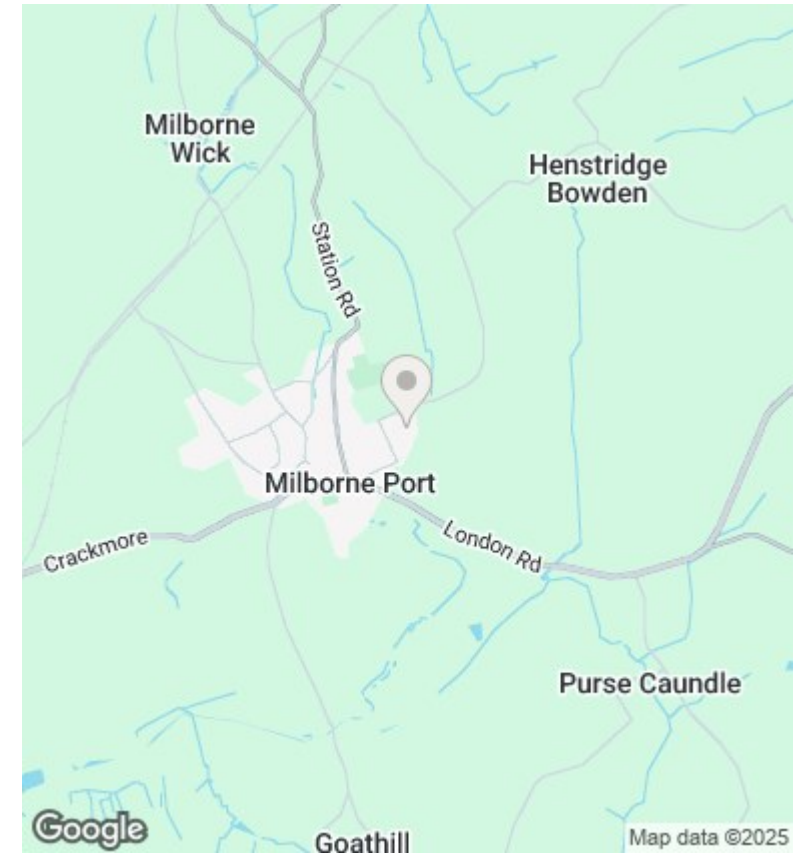 Milborne
Wick
Henstridge
Bowden
Station Rd
Milborne Port
Crackmore
London Rd
Purse Caundle
Goathill
Google
Map data ©2025